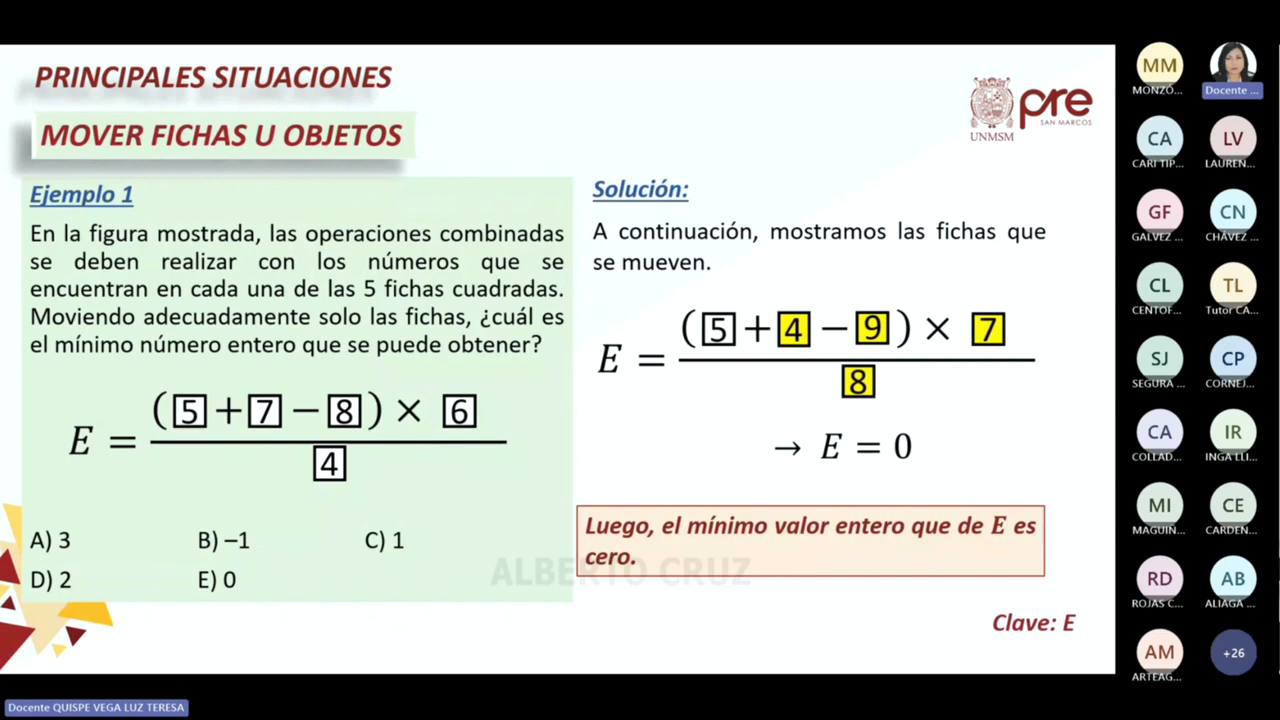 PRINCIPALES SITUACIONES
MOVER FICHAS U OBJETOS
UNMSM
pre
SAN MARCOS
Ejemplo 1
En la figura mostrada, las operaciones combinadas
se deben realizar con los números que se
encuentran en cada una de las 5 fichas cuadradas.
Moviendo adecuadamente solo las fichas, ¿cuál es
el mínimo número entero que se puede obtener?
(5 + 7 − 8) × 6
E =
4
A) 3 B) –1 C) 1
D) 2 E) 0
Solución:
A continuación, mostramos las fichas que
se mueven.
(5 + 4 − 9) × 7
E =
8
→ E = 0
Luego, el mínimo valor entero que de E es
cero.
ALBERTO CRUZ
Clave: E
MM
MONZO...
Docente ...
CA
CARI TIP...
LV
LAUREN...
GF
GALVEZ ...
CN
CHÁVEZ ...
CL
CENTOF...
TL
Tutor CA...
SJ
SEGURA ...
CP
CORNEJ...
CA
COLLAD...
IR
INGA LLI...
MI
MAGUIÑ...
CE
CARDEN...
RD
ROJAS C...
AB
ALIAGA ...
AM
ARTEAG...
+26
Docente QUISPE VEGA LUZ TERESA